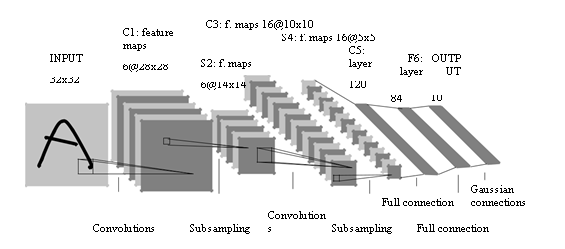 C3: f. maps 16@10x10
C1: feature
maps
6@28x28
S4: f. maps 16@5x5
S2: f. maps
6@14x14
INPUT
32x32
C5:
layer
120
F6:
layer
84
OUTP
UT
10
A
Convolutions
Subsampling
Convolution
s
Subsampling
Full connection
Full connection
Gaussian
connections